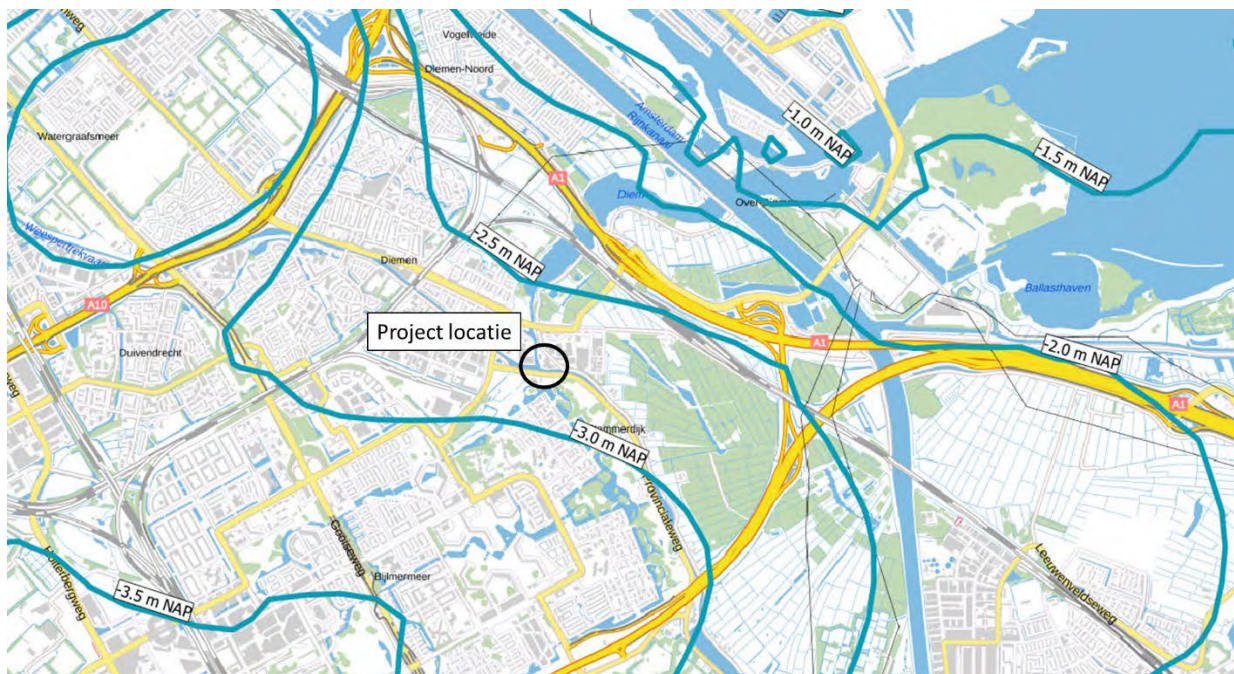 Vogelweide
Diemen-Noord
Watergraafsmeer
Amsterdam
Rijnkanaal
-1.0 m NAP
-1.5 m NAP
A1
Diem
Weespertrekvaart
Diemen
-2.5 m NAP
A10
Ballasthaven
Project locatie
Duivendrecht
A1
-2.0 m NAP
A1
-3.0 m NAP
Provincialeweg
Gooiseweg
Bijlmermeer
-3.5 m NAP
Holterbergweg
Leeuwenveldseweg